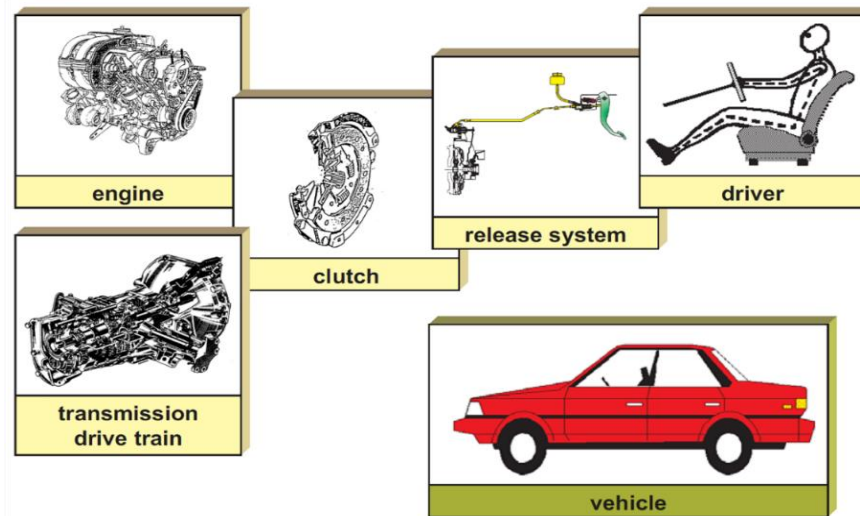 engine
clutch
release system
driver
transmission
drive train
vehicle